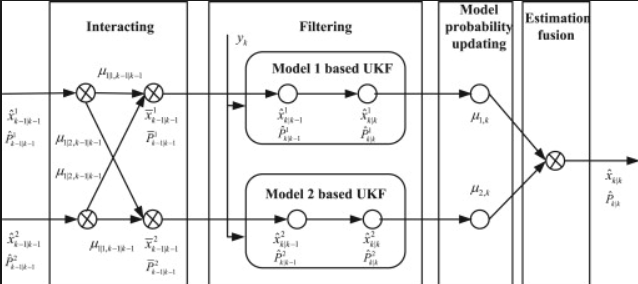 Interacting
Filtering
Model
probability
updating
Estimation
fusion
y_k
μ_{1|1,k-1|k-1}
Model 1 based UKF
x̂^1_{k-1|k-1}
P̂^1_{k-1|k-1}
x̄^1_{k-1|k-1}
P̄^1_{k-1|k-1}
x̂^1_{k|k-1}
P̂^1_{k|k-1}
x̂^1_{k|k}
P̂^1_{k|k}
μ_{1,k}
μ_{1|2,k-1|k-1}
μ_{1|2,k-1|k-1}
x̂_{k|k}
P̂_{k|k}
Model 2 based UKF
μ_{2,k}
x̂^2_{k-1|k-1}
P̂^2_{k-1|k-1}
μ_{1|1,k-1|k-1}
x̄^2_{k-1|k-1}
P̄^2_{k-1|k-1}
x̂^2_{k|k-1}
P̂^2_{k|k-1}
x̂^2_{k|k}
P̂^2_{k|k}